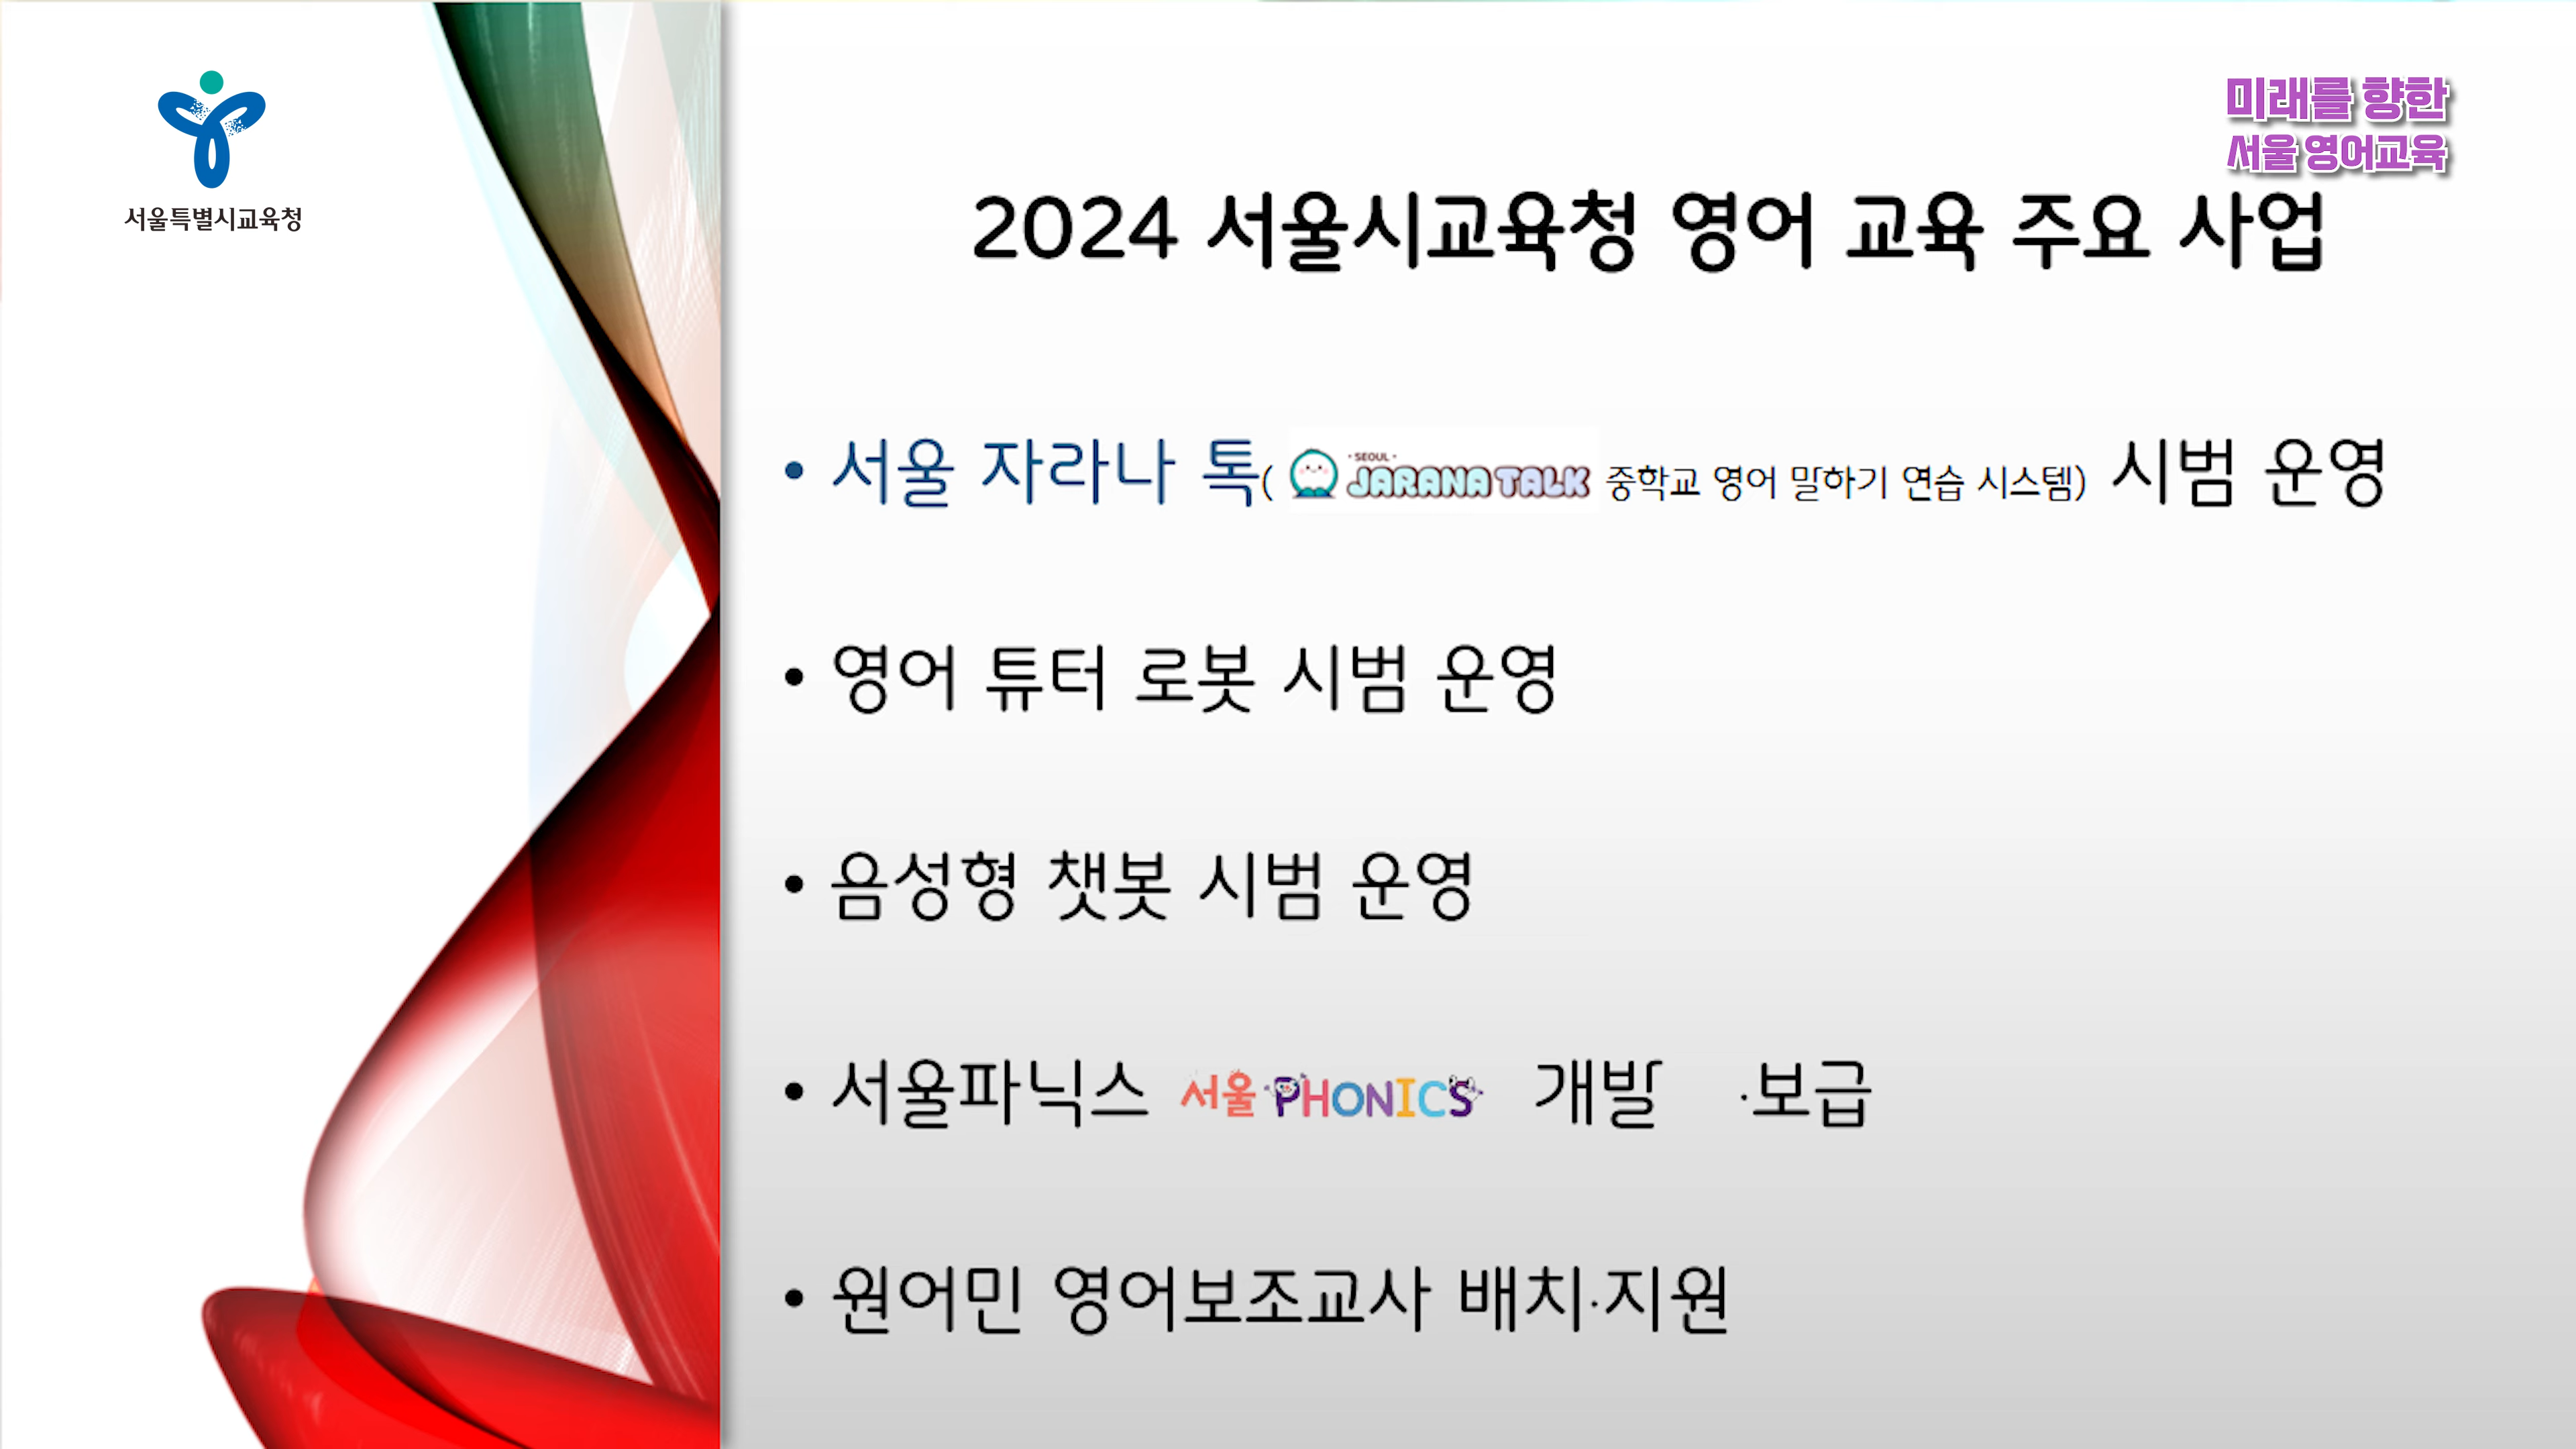 서울특별시교육청
미래를 향한
서울 영어교육
2024 서울시교육청 영어 교육 주요 사업
• 서울 자라나 톡( · SEOUL · JARANA TALK 중학교 영어 말하기 연습 시스템) 시범 운영
• 영어 튜터 로봇 시범 운영
• 음성형 챗봇 시범 운영
• 서울파닉스 서울 PHONICS 개발 ·보급
• 원어민 영어보조교사 배치·지원